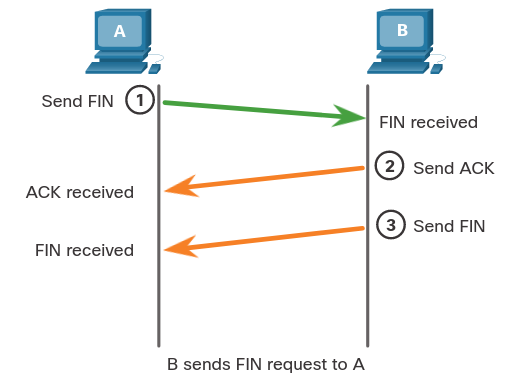 A
B
Send FIN 1
FIN received
2 Send ACK
ACK received
3 Send FIN
FIN received
B sends FIN request to A